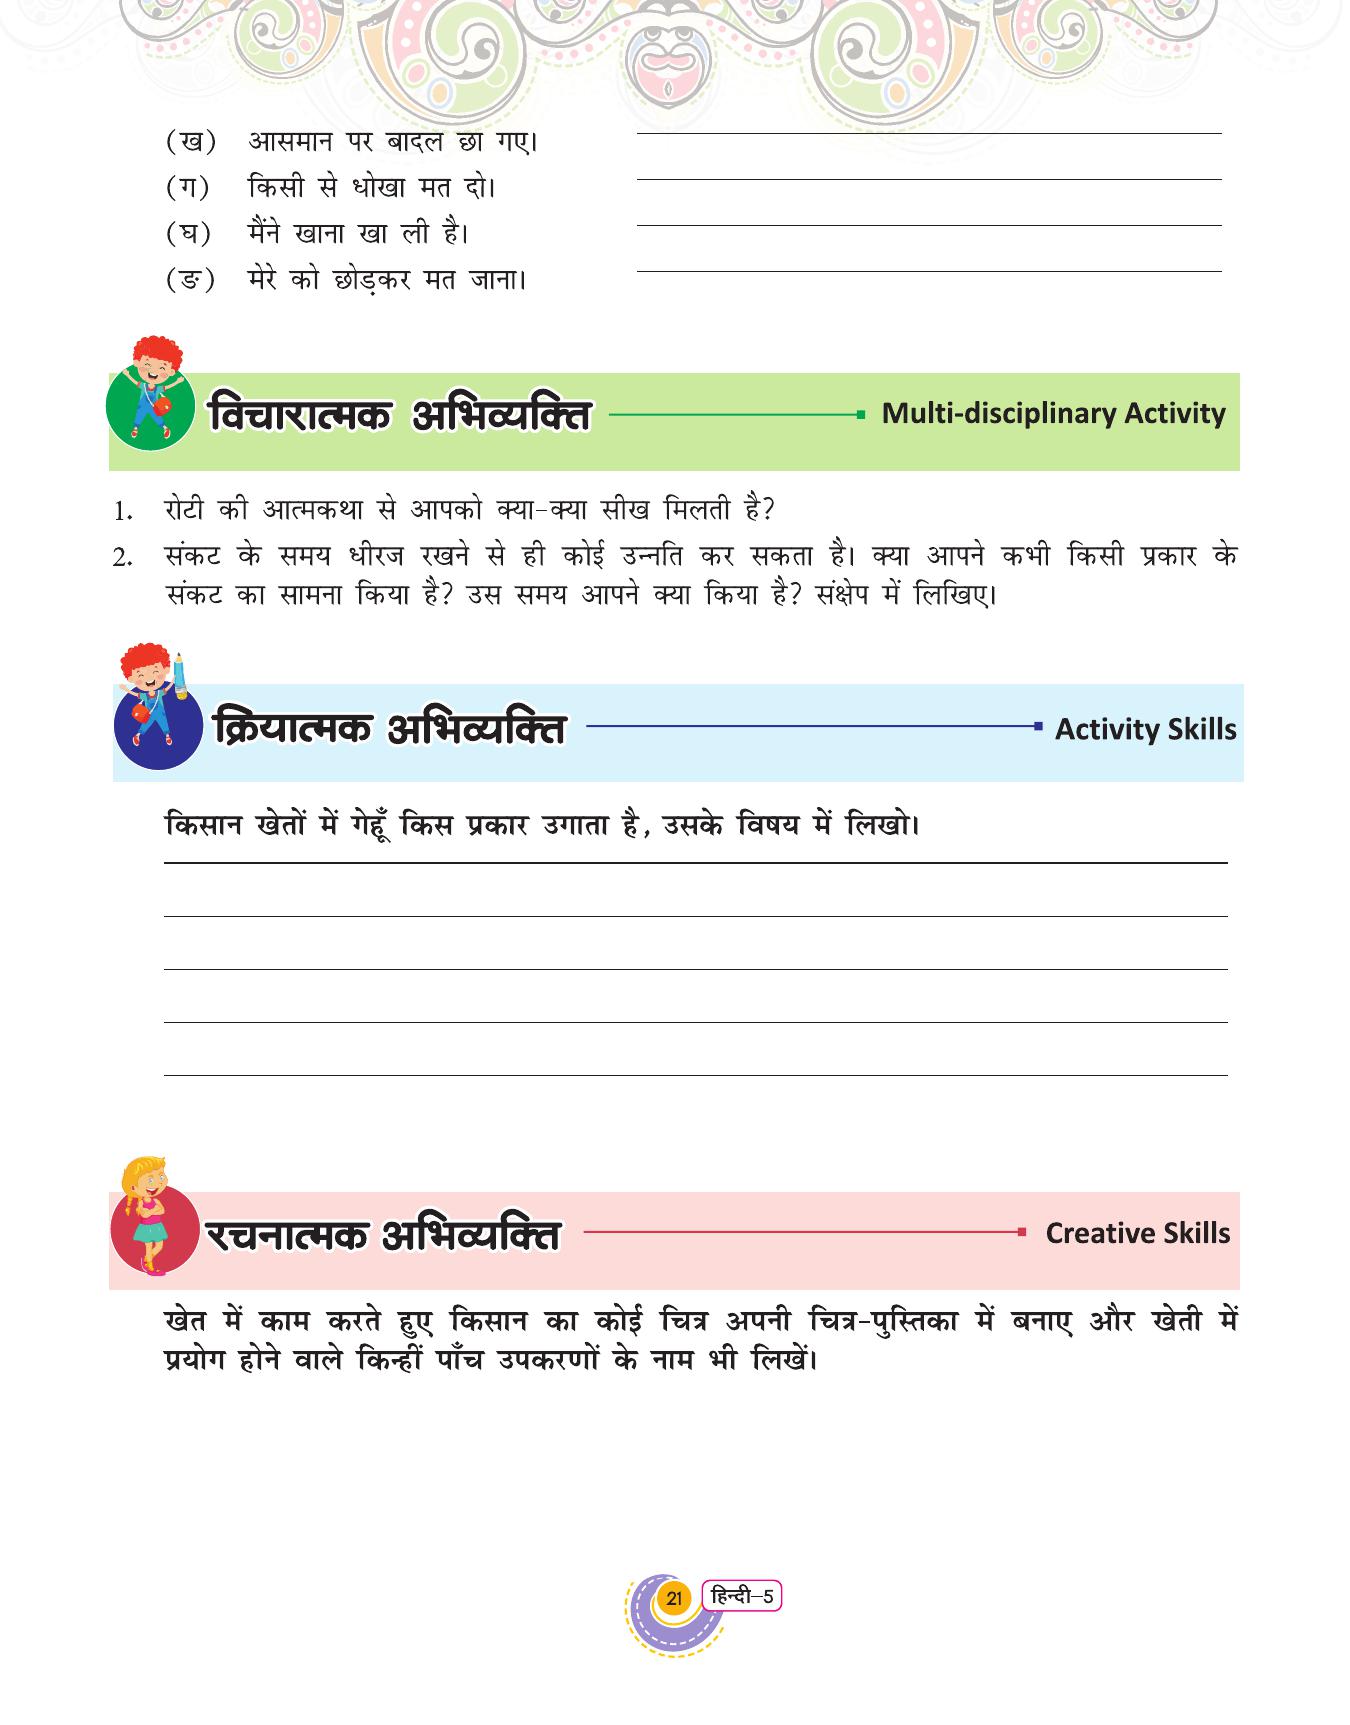 (ख) आसमान पर बादल छा गए।
(ग) किसी से धोखा मत दो।
(घ) मैंने खाना खा ली है।
(ङ) मेरे को छोड़कर मत जाना।
विचारात्मक अभिव्यक्ति Multi-disciplinary Activity
1. रोटी की आत्मकथा से आपको क्या-क्या सीख मिलती है?
2. संकट के समय धीरज रखने से ही कोई उन्नति कर सकता है। क्या आपने कभी किसी प्रकार के
संकट का सामना किया है? उस समय आपने क्या किया है? संक्षेप में लिखिए।
क्रियात्मक अभिव्यक्ति Activity Skills
किसान खेतों में गेहूँ किस प्रकार उगाता है, उसके विषय में लिखो।
रचनात्मक अभिव्यक्ति Creative Skills
खेत में काम करते हुए किसान का कोई चित्र अपनी चित्र-पुस्तिका में बनाए और खेती में
प्रयोग होने वाले किन्हीं पाँच उपकरणों के नाम भी लिखें।
21 हिन्दी–5